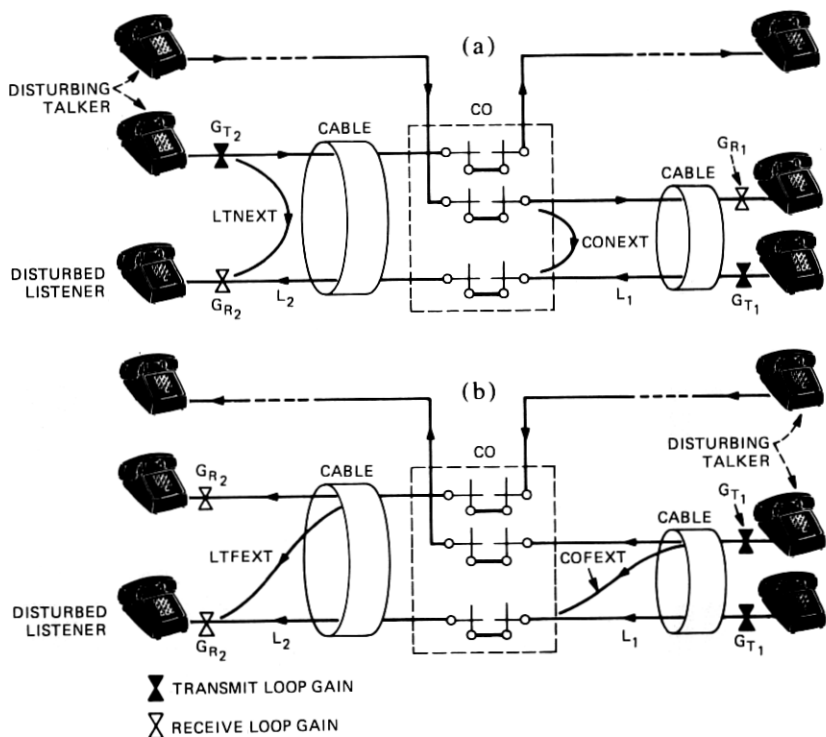 (a)
DISTURBING
TALKER
CO
G_T2
CABLE
G_R1
CABLE
LTNEXT
CONEXT
DISTURBED
LISTENER
G_R2
L_2
L_1
G_T1
(b)
DISTURBING
TALKER
CO
G_R2
CABLE
G_T1
CABLE
LTFEXT
COFEXT
DISTURBED
LISTENER
G_R2
L_2
L_1
G_T1
TRANSMIT LOOP GAIN
RECEIVE LOOP GAIN